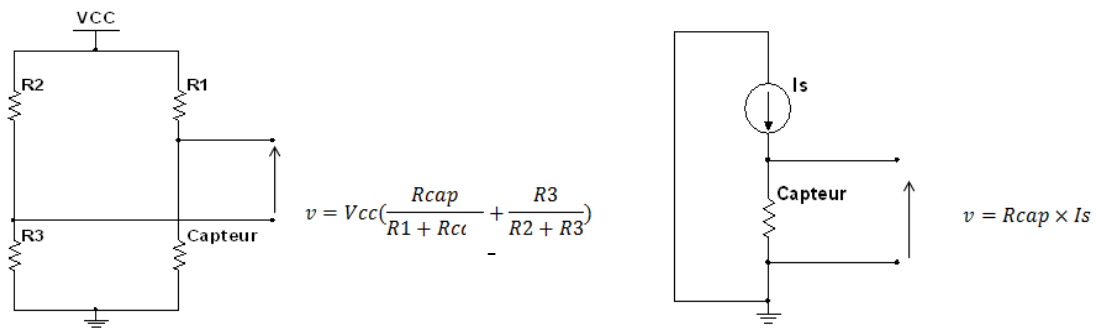 VCC
R2
R1
R3
Capteur
v = Vcc(Rcap/R1 + Rcc + R3/R2 + R3)
-
Is
Capteur
v = Rcap × Is